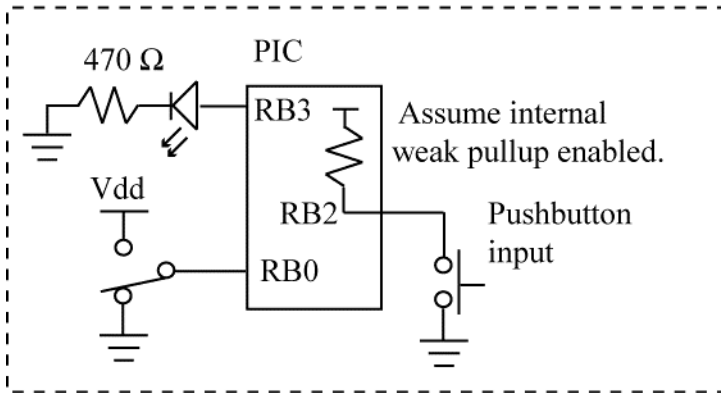 470 Ω
PIC
RB3
Assume internal
weak pullup enabled.
Vdd
RB2
Pushbutton
input
RB0